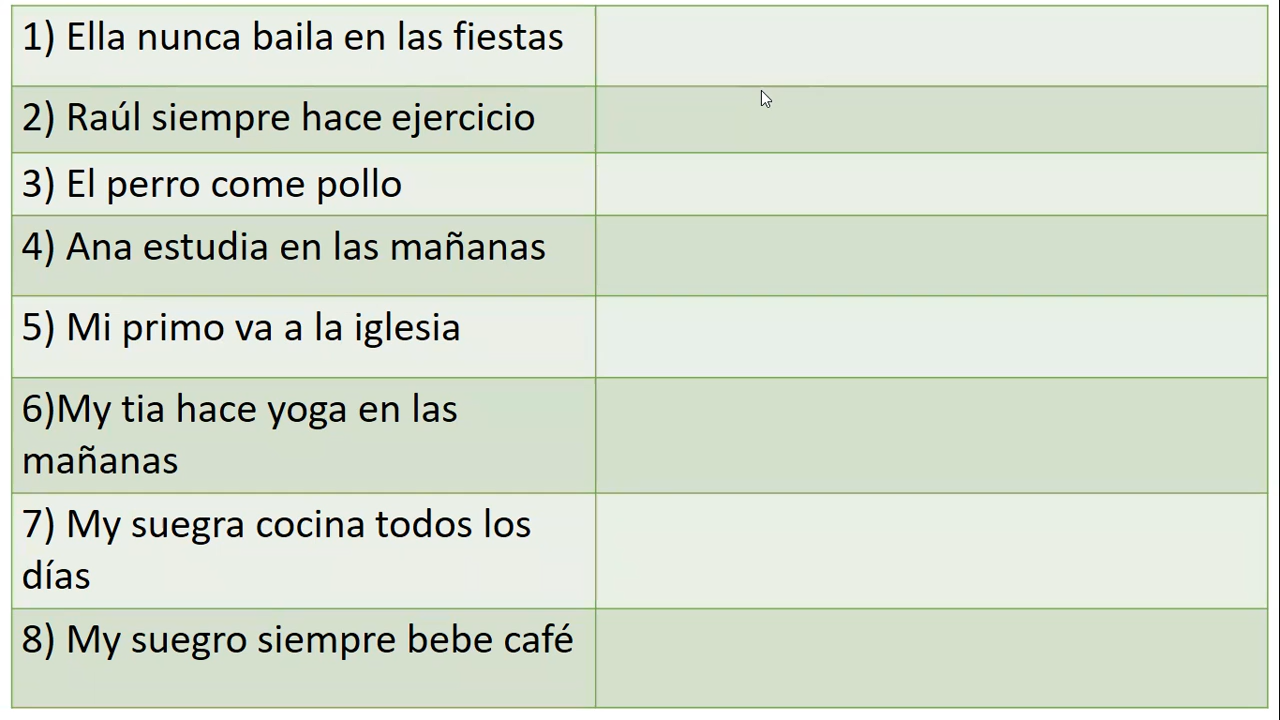 1) Ella nunca baila en las fiestas
2) Raúl siempre hace ejercicio
3) El perro come pollo
4) Ana estudia en las mañanas
5) Mi primo va a la iglesia
6)My tia hace yoga en las
mañanas
7) My suegra cocina todos los
días
8) My suegro siempre bebe café